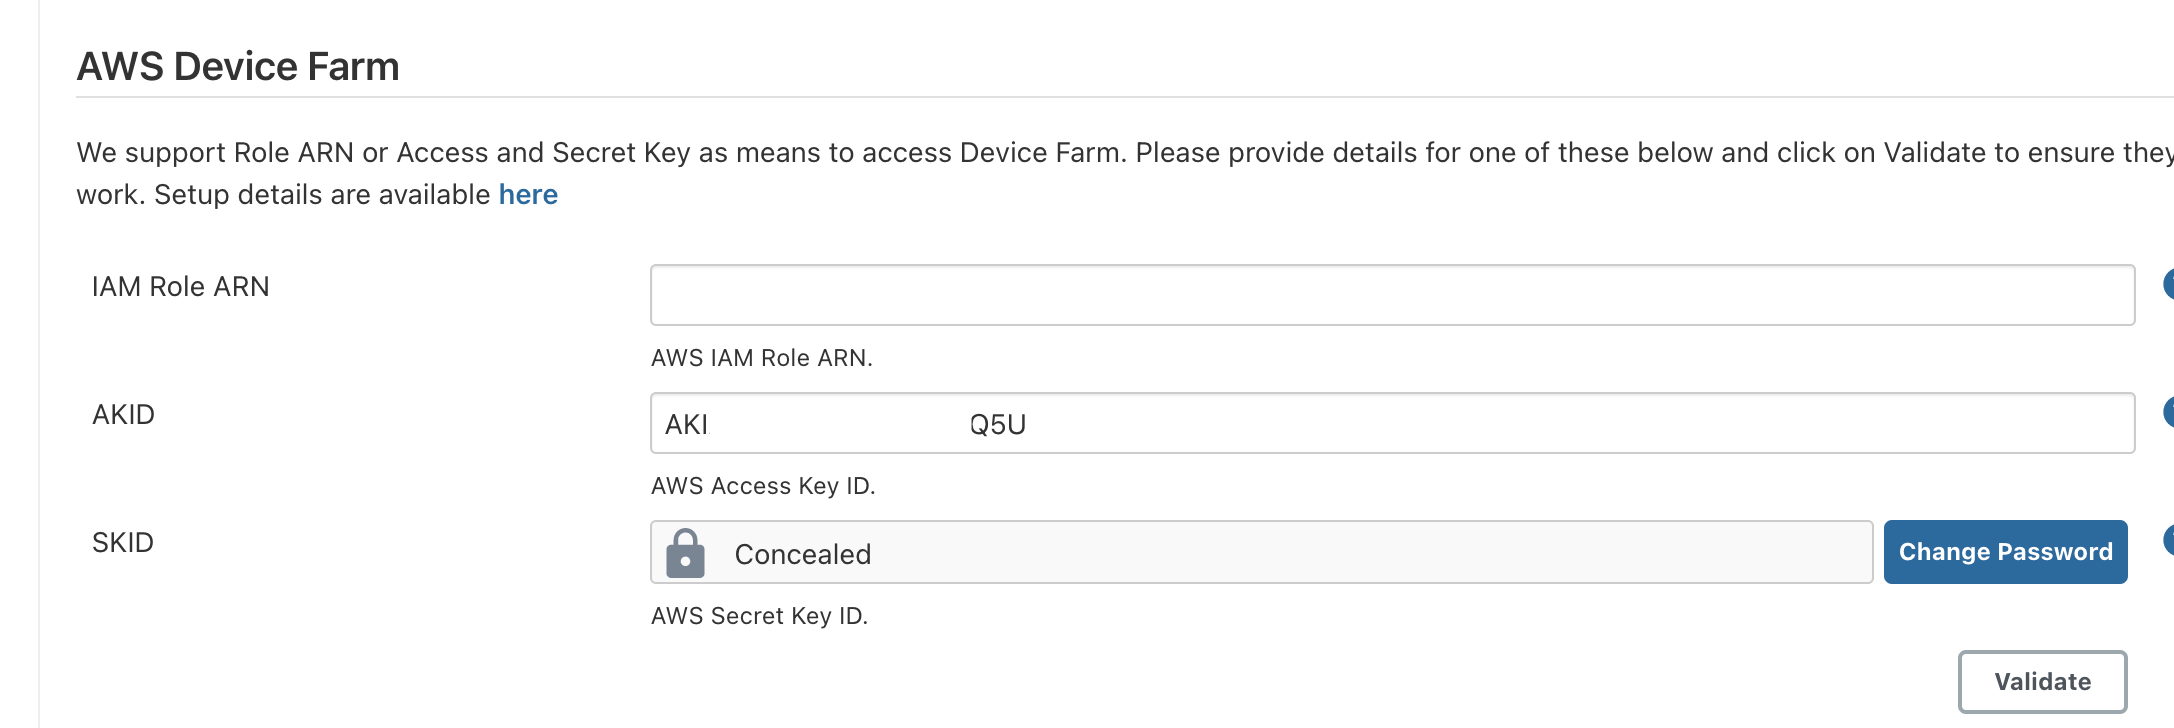 AWS Device Farm
We support Role ARN or Access and Secret Key as means to access Device Farm. Please provide details for one of these below and click on Validate to ensure they
work. Setup details are available here
IAM Role ARN
AWS IAM Role ARN.
AKID
AKI Q5U
AWS Access Key ID.
SKID
Concealed
Change Password
AWS Secret Key ID.
Validate